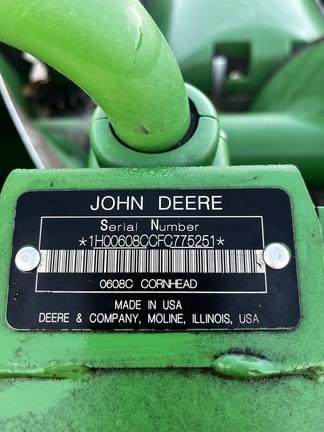 JOHN DEERE
Serial Number
*1H00608CCFC775251*
0608C CORNHEAD
MADE IN USA
DEERE & COMPANY, MOLINE, ILLINOIS, USA